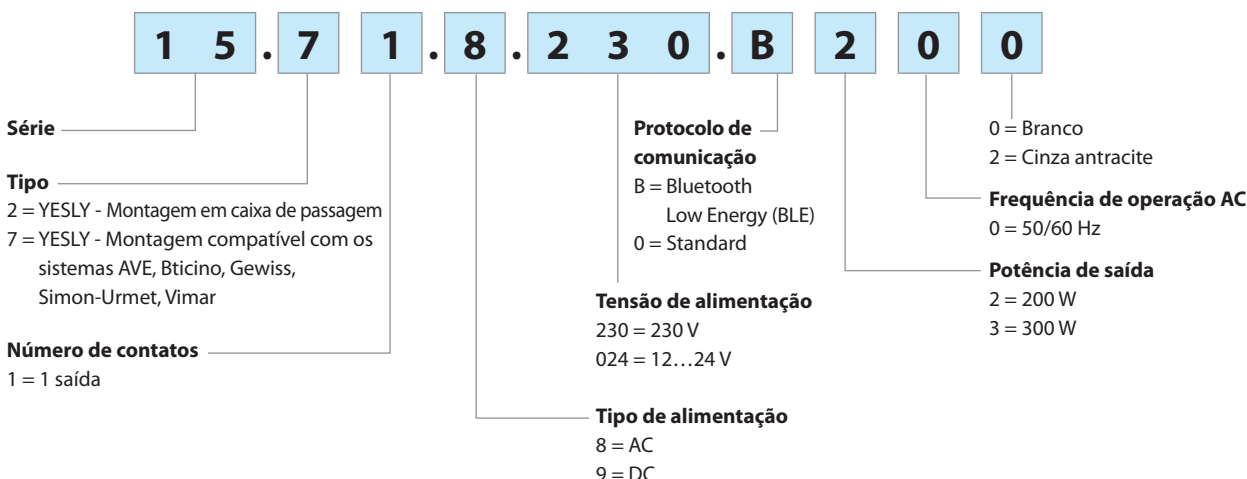 1 5 . 7 1 . 8 . 2 3 0 . B 2 0 0
Série
Tipo
2 = YESLY - Montagem em caixa de passagem
7 = YESLY - Montagem compatível com os
sistemas AVE, Bticino, Gewiss,
Simon-Urmet, Vimar
Número de contatos
1 = 1 saída
Protocolo de
comunicação
B = Bluetooth
Low Energy (BLE)
0 = Standard
Tensão de alimentação
230 = 230 V
024 = 12…24 V
Tipo de alimentação
8 = AC
9 = DC
0 = Branco
2 = Cinza antracite
Frequência de operação AC
0 = 50/60 Hz
Potência de saída
2 = 200 W
3 = 300 W